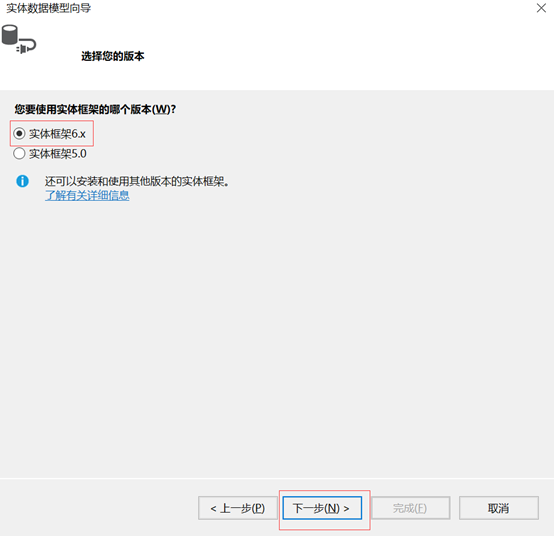 实体数据模型向导
选择您的版本
您要使用实体框架的哪个版本(W)?
实体框架6.x
实体框架5.0
还可以安装和使用其他版本的实体框架。
了解有关详细信息
< 上一步(P)
下一步(N) >
完成(F)
取消